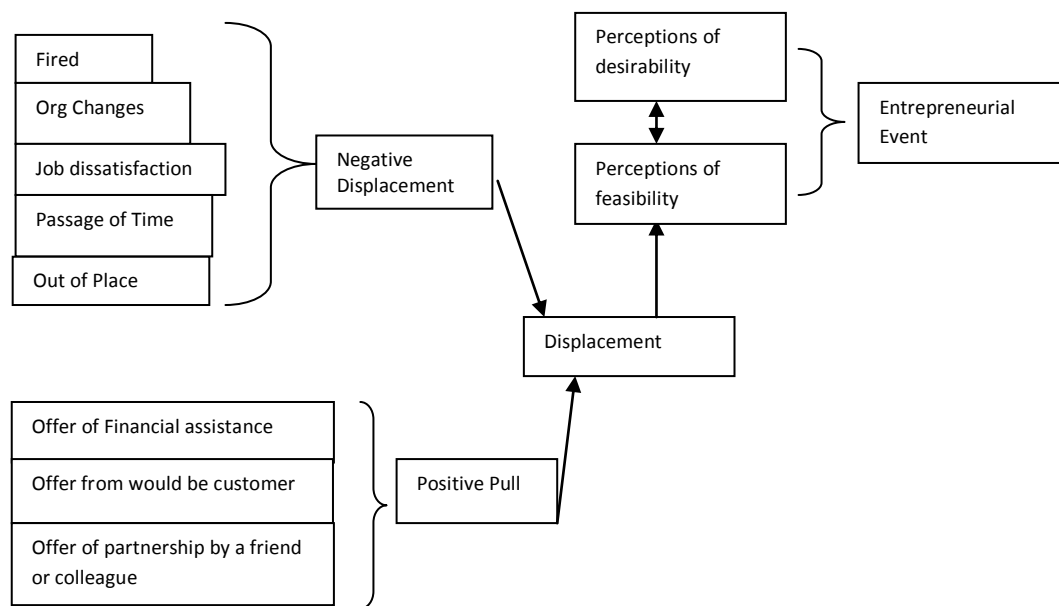 Fired
Org Changes
Job dissatisfaction
Passage of Time
Out of Place
Negative
Displacement
Perceptions of
desirability
Perceptions of
feasibility
Entrepreneurial
Event
Displacement
Offer of Financial assistance
Offer from would be customer
Offer of partnership by a friend
or colleague
Positive Pull